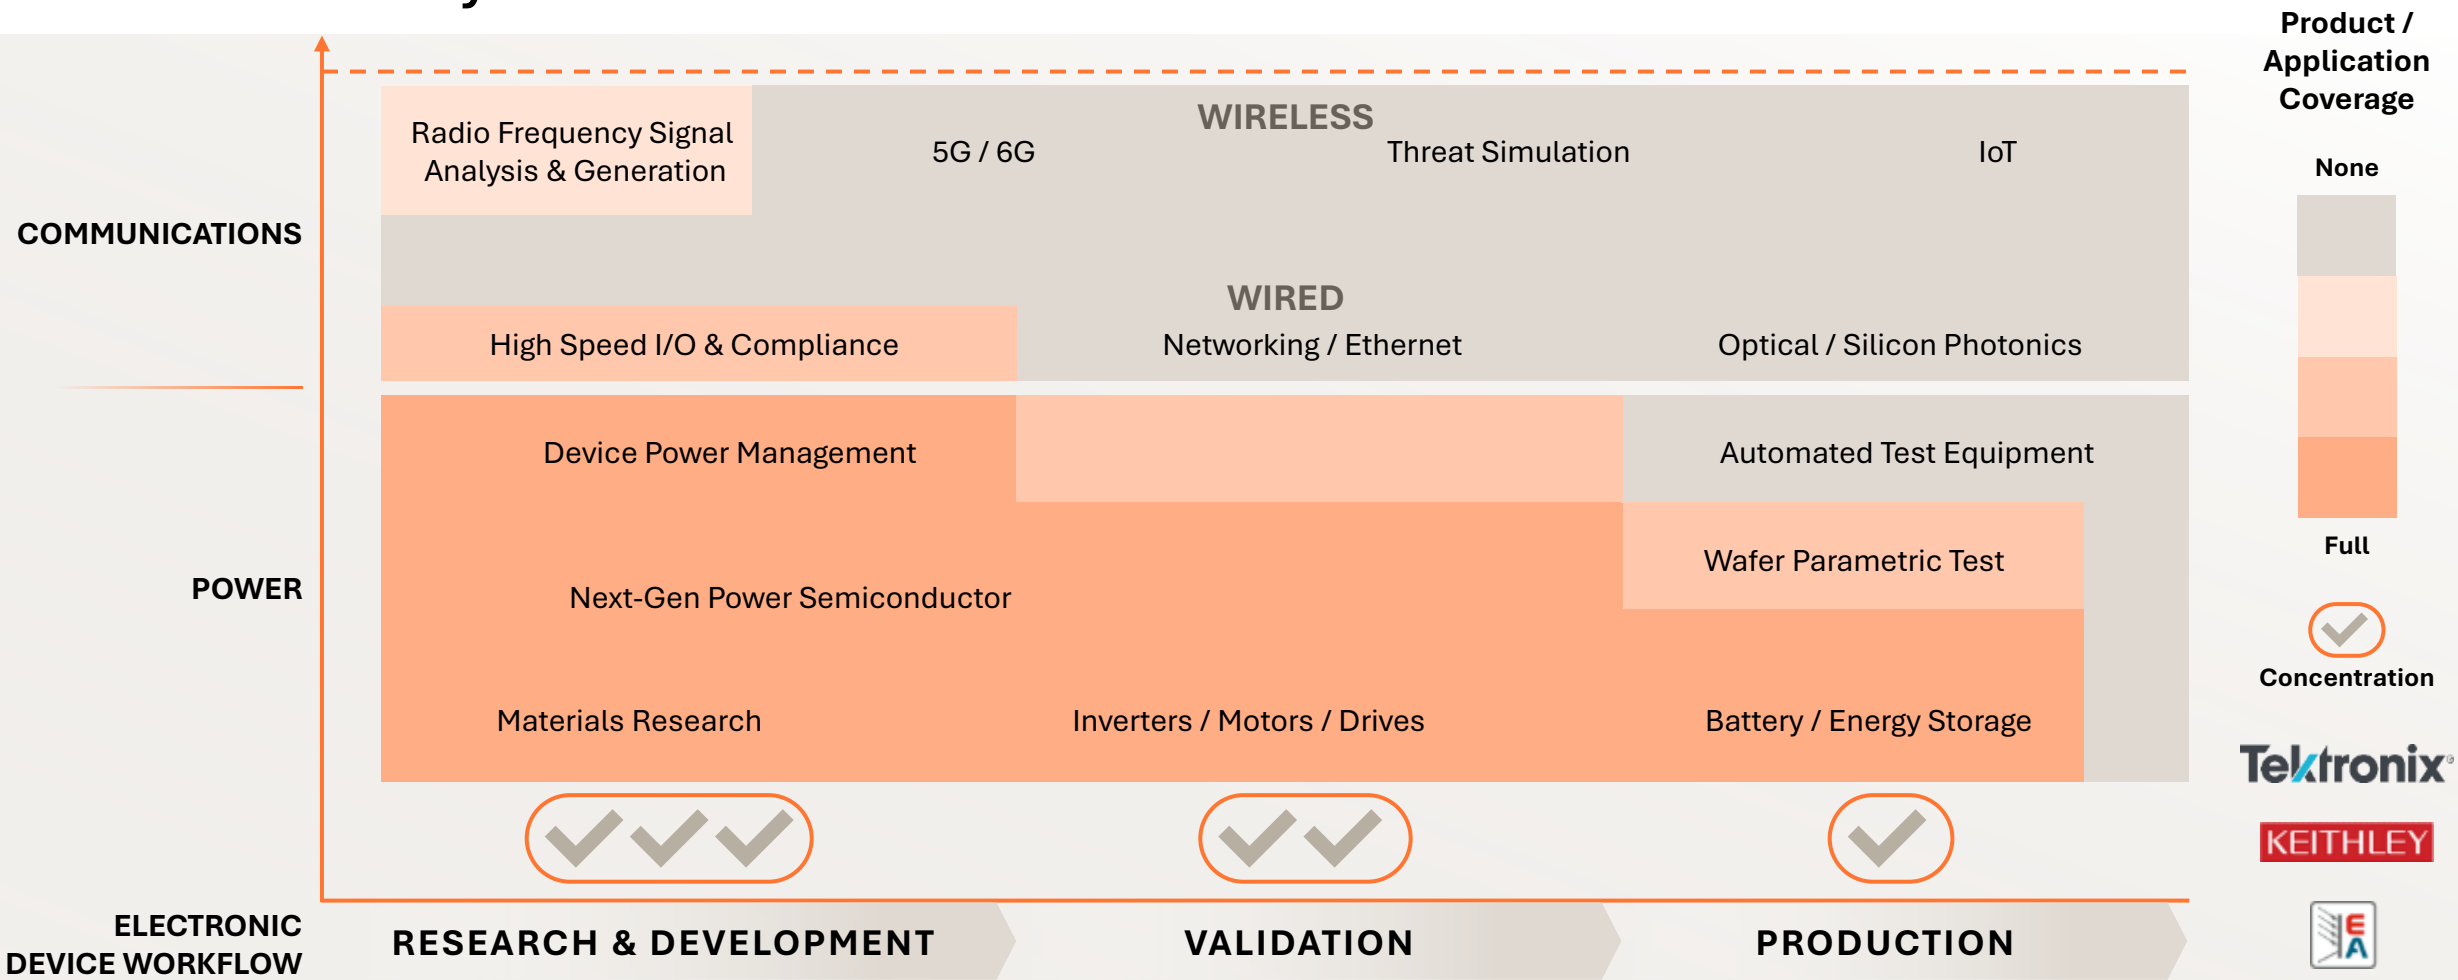 Product /
Application
Coverage
None
Full
Concentration
Tektronix
KEITHLEY
EA
COMMUNICATIONS
WIRELESS
Radio Frequency Signal
Analysis & Generation
5G / 6G
Threat Simulation
IoT
WIRED
High Speed I/O & Compliance
Networking / Ethernet
Optical / Silicon Photonics
POWER
Device Power Management
Automated Test Equipment
Wafer Parametric Test
Next-Gen Power Semiconductor
Materials Research
Inverters / Motors / Drives
Battery / Energy Storage
ELECTRONIC
DEVICE WORKFLOW
RESEARCH & DEVELOPMENT
VALIDATION
PRODUCTION